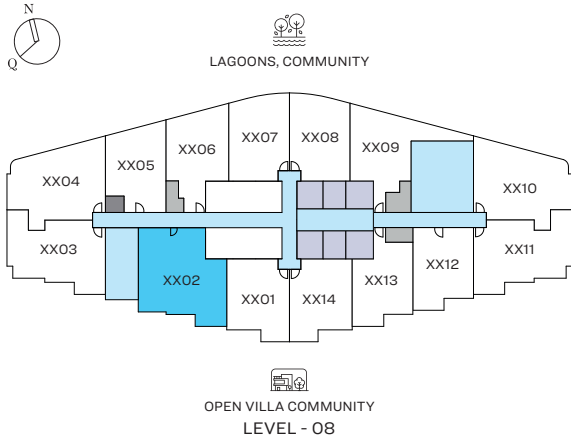 N
Q
LAGOONS, COMMUNITY
XX07
XX08
XX06
XX09
XX05
XX04
XX10
XX03
XX11
XX12
XX02
XX13
XX01
XX14
OPEN VILLA COMMUNITY
LEVEL - 08